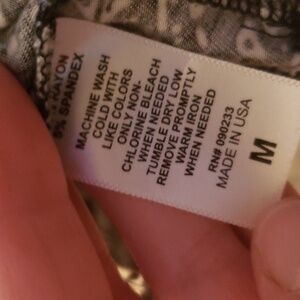 RAYON
5% SPANDEX
MACHINE WASH
COLD WITH
LIKE COLORS
ONLY NON-
CHLORINE BLEACH
WHEN NEEDED
TUMBLE DRY LOW
REMOVE PROMPTLY
WARM IRON
WHEN NEEDED
RN# 090233
MADE IN USA
M